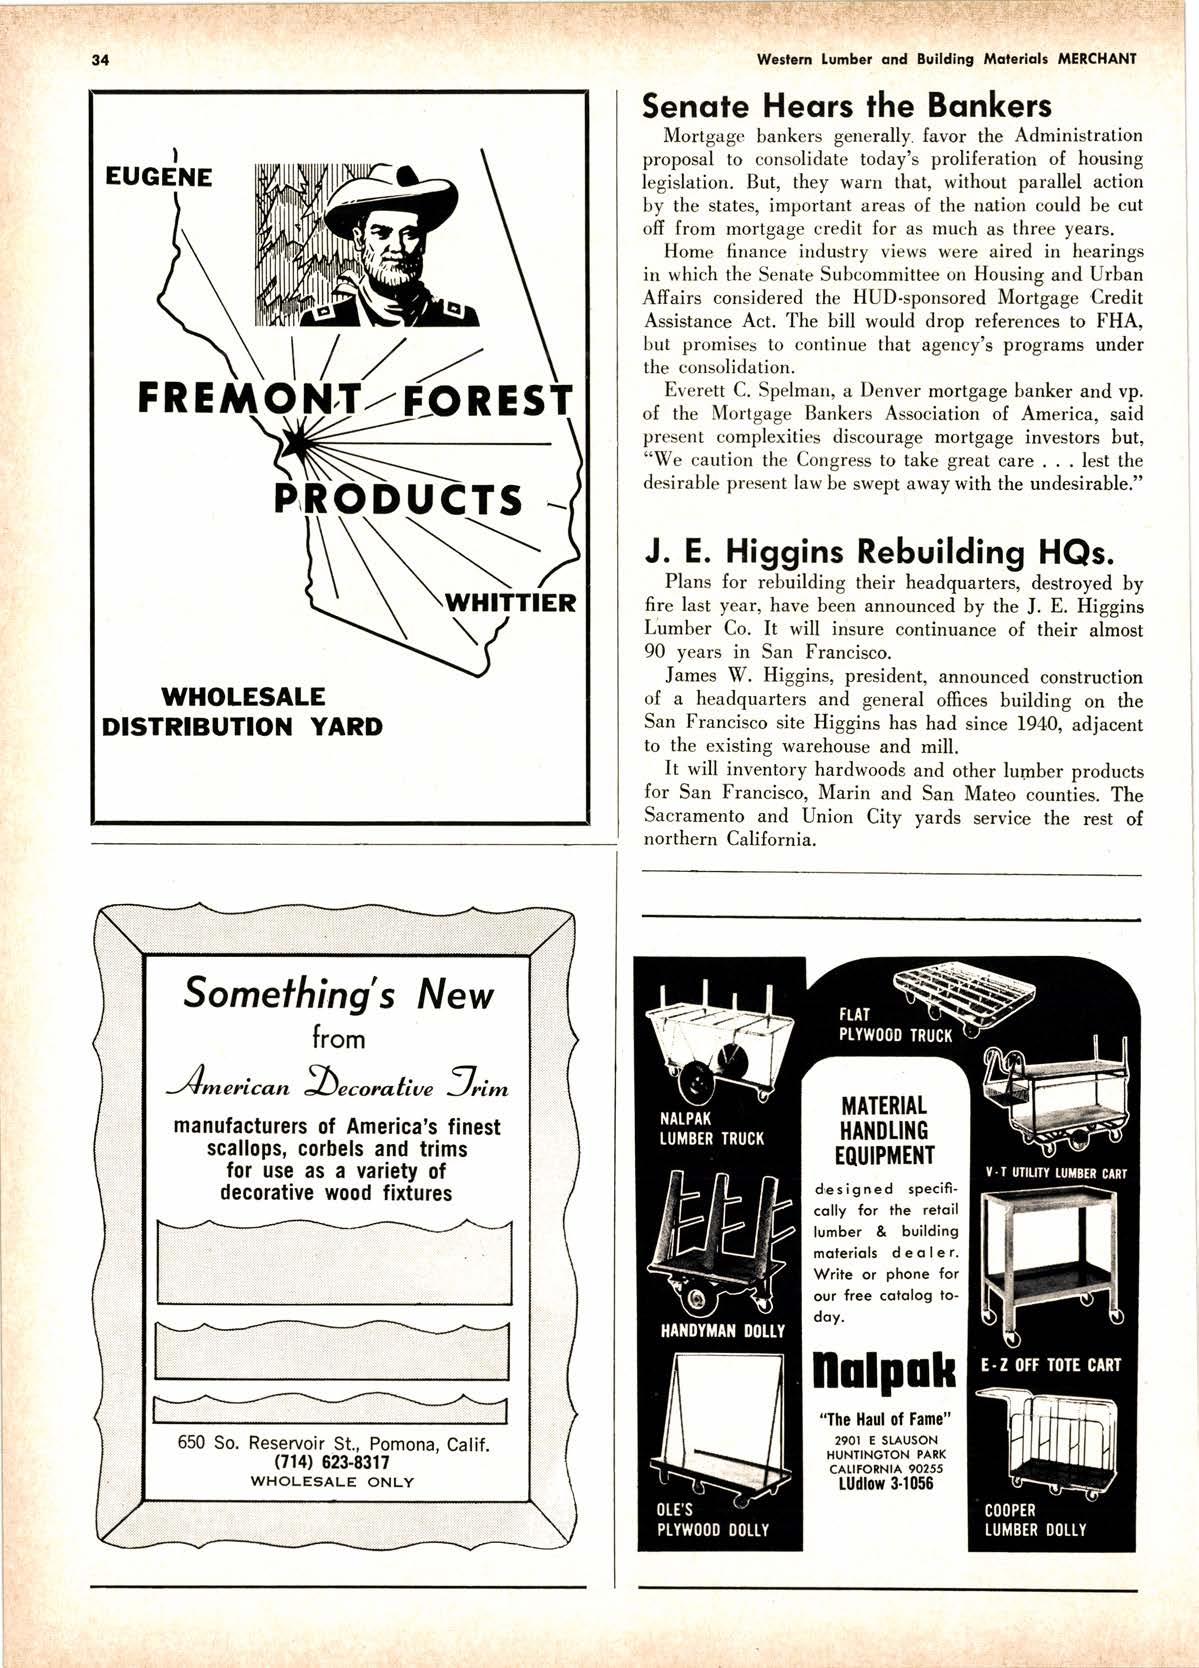 34
Western Lumber and Building Materials MERCHANT
EUGENE
FREMONT FOREST
PRODUCTS
WHITTIER
WHOLESALE
DISTRIBUTION YARD
Something's New
from
American Decorative Trim
manufacturers of America's finest
scallops, corbels and trims
for use as a variety of
decorative wood fixtures
650 So. Reservoir St., Pomona, Calif.
(714) 623-8317
WHOLESALE ONLY
Senate Hears the Bankers
Mortgage bankers generally. favor the Administration
proposal to consolidate today's proliferation of housing
legislation. But, they warn that, without parallel action
by the states, important areas of the nation could be cut
off from mortgage credit for as much as three years.
Home finance industry views were aired in hearings
in which the Senate Subcommittee on Housing and Urban
Affairs considered the HUD-sponsored Mortgage Credit
Assistance Act. The bill would drop references to FHA,
but promises to continue that agency's programs under
the consolidation.
Everett C. Spelman, a Denver mortgage banker and vp.
of the Mortgage Bankers Association of America, said
present complexities discourage mortgage investors but,
"We caution the Congress to take great care . . . lest the
desirable present law be swept away with the undesirable."
J. E. Higgins Rebuilding HQs.
Plans for rebuilding their headquarters, destroyed by
fire last year, have been announced by the J. E. Higgins
Lumber Co. It will insure continuance of their almost
90 years in San Francisco.
James W. Higgins, president, announced construction
of a headquarters and general offices building on the
San Francisco site Higgins has had since 1940, adjacent
to the existing warehouse and mill.
It will inventory hardwoods and other lumber products
for San Francisco, Marin and San Mateo counties. The
Sacramento and Union City yards service the rest of
northern California.
FLAT
PLYWOOD TRUCK
NALPAK
LUMBER TRUCK
HANDYMAN DOLLY
OLE'S
PLYWOOD DOLLY
MATERIAL
HANDLING
EQUIPMENT
designed specifi-
cally for the retail
lumber & building
materials dealer.
Write or phone for
our free catalog to-
day.
nalpak
"The Haul of Fame"
2901 E SLAUSON
HUNTINGTON PARK
CALIFORNIA 90255
LUdlow 3-1056
V-T UTILITY LUMBER CART
E-Z OFF TOTE CART
COOPER
LUMBER DOLLY